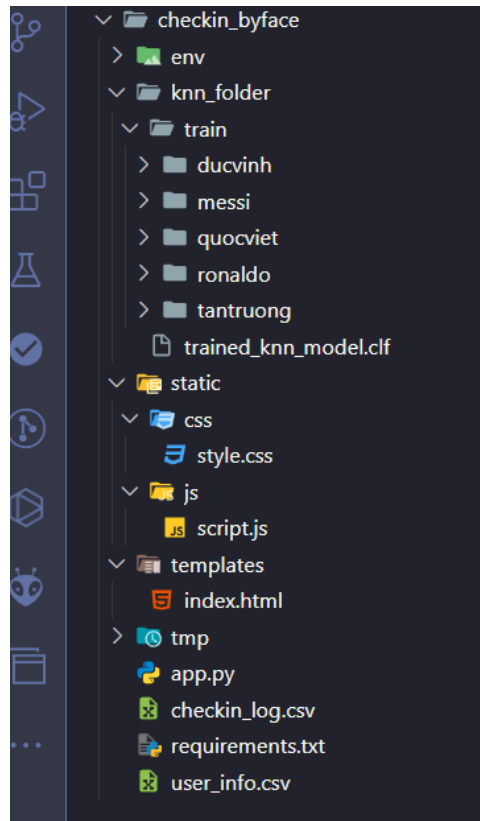 checkin_byface
env
knn_folder
train
ducvinh
messi
quocviet
ronaldo
tantruong
trained_knn_model.clf
static
css
style.css
js
JS script.js
templates
index.html
tmp
app.py
checkin_log.csv
requirements.txt
user_info.csv